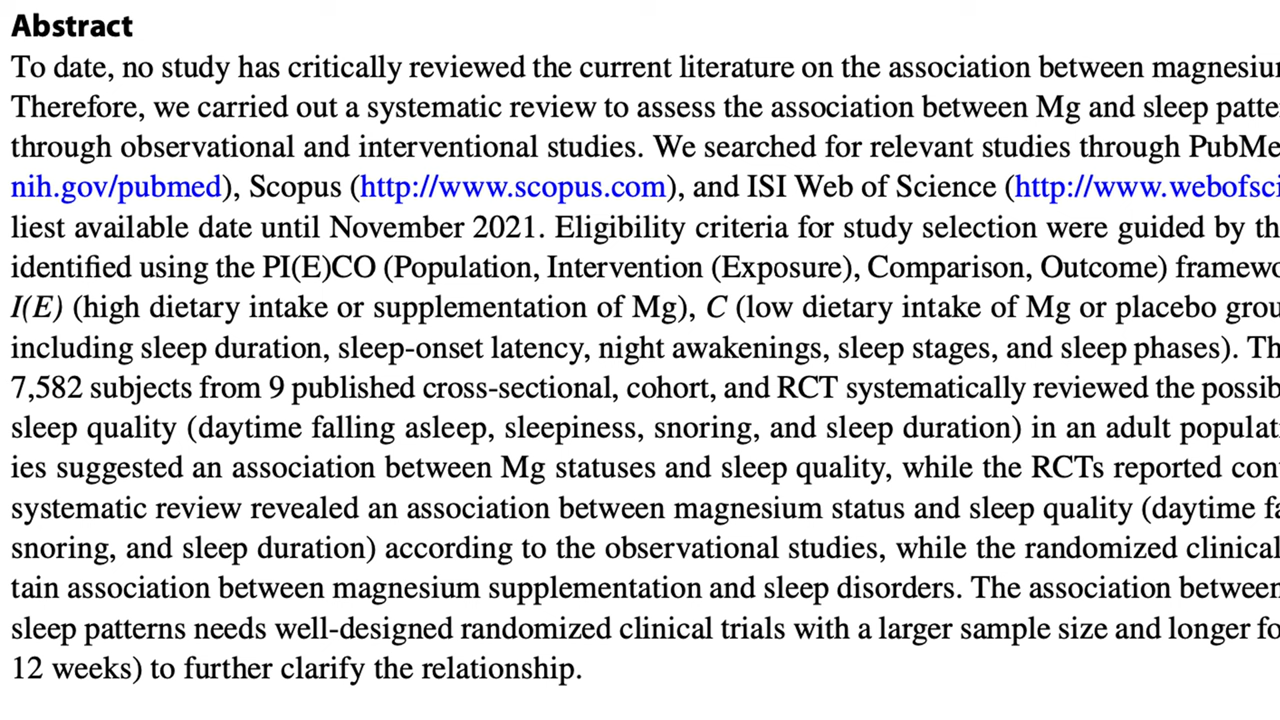 Abstract
To date, no study has critically reviewed the current literature on the association between magnesiu
Therefore, we carried out a systematic review to assess the association between Mg and sleep patte
through observational and interventional studies. We searched for relevant studies through PubMe
nih.gov/pubmed), Scopus (http://www.scopus.com), and ISI Web of Science (http://www.webofsci
liest available date until November 2021. Eligibility criteria for study selection were guided by th
identified using the PI(E)CO (Population, Intervention (Exposure), Comparison, Outcome) framewo
I(E) (high dietary intake or supplementation of Mg), C (low dietary intake of Mg or placebo grou
including sleep duration, sleep-onset latency, night awakenings, sleep stages, and sleep phases). Th
7,582 subjects from 9 published cross-sectional, cohort, and RCT systematically reviewed the possib
sleep quality (daytime falling asleep, sleepiness, snoring, and sleep duration) in an adult populat
ies suggested an association between Mg statuses and sleep quality, while the RCTs reported con
systematic review revealed an association between magnesium status and sleep quality (daytime fa
snoring, and sleep duration) according to the observational studies, while the randomized clinical
tain association between magnesium supplementation and sleep disorders. The association between
sleep patterns needs well-designed randomized clinical trials with a larger sample size and longer fo
12 weeks) to further clarify the relationship.